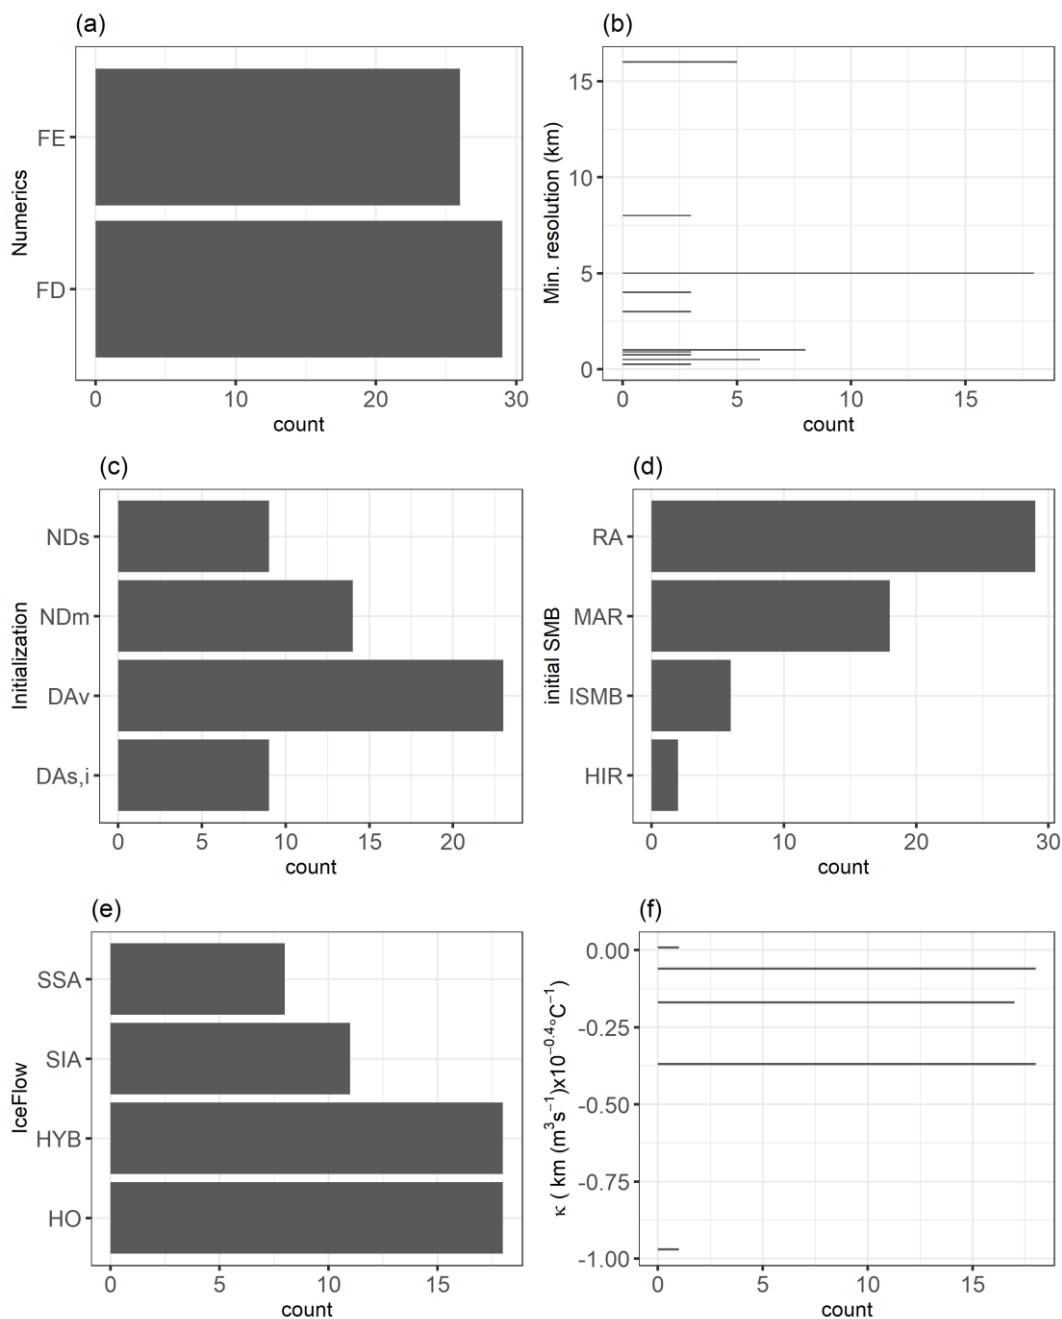 (a)
FE
FD
Numerics
0 10 20 30
count
(b)
15
10
5
0
Min. resolution (km)
0 5 10 15
count
(c)
NDs
NDm
DAv
DAs,i
Initialization
0 5 10 15 20
count
(d)
RA
MAR
ISMB
HIR
initial SMB
0 10 20 30
count
(e)
SSA
SIA
HYB
HO
IceFlow
0 5 10 15
count
(f)
0.00
-0.25
-0.50
-0.75
-1.00
κ ( km (m³s⁻¹)x10⁻⁰·⁴°C⁻¹)
0 5 10 15
count